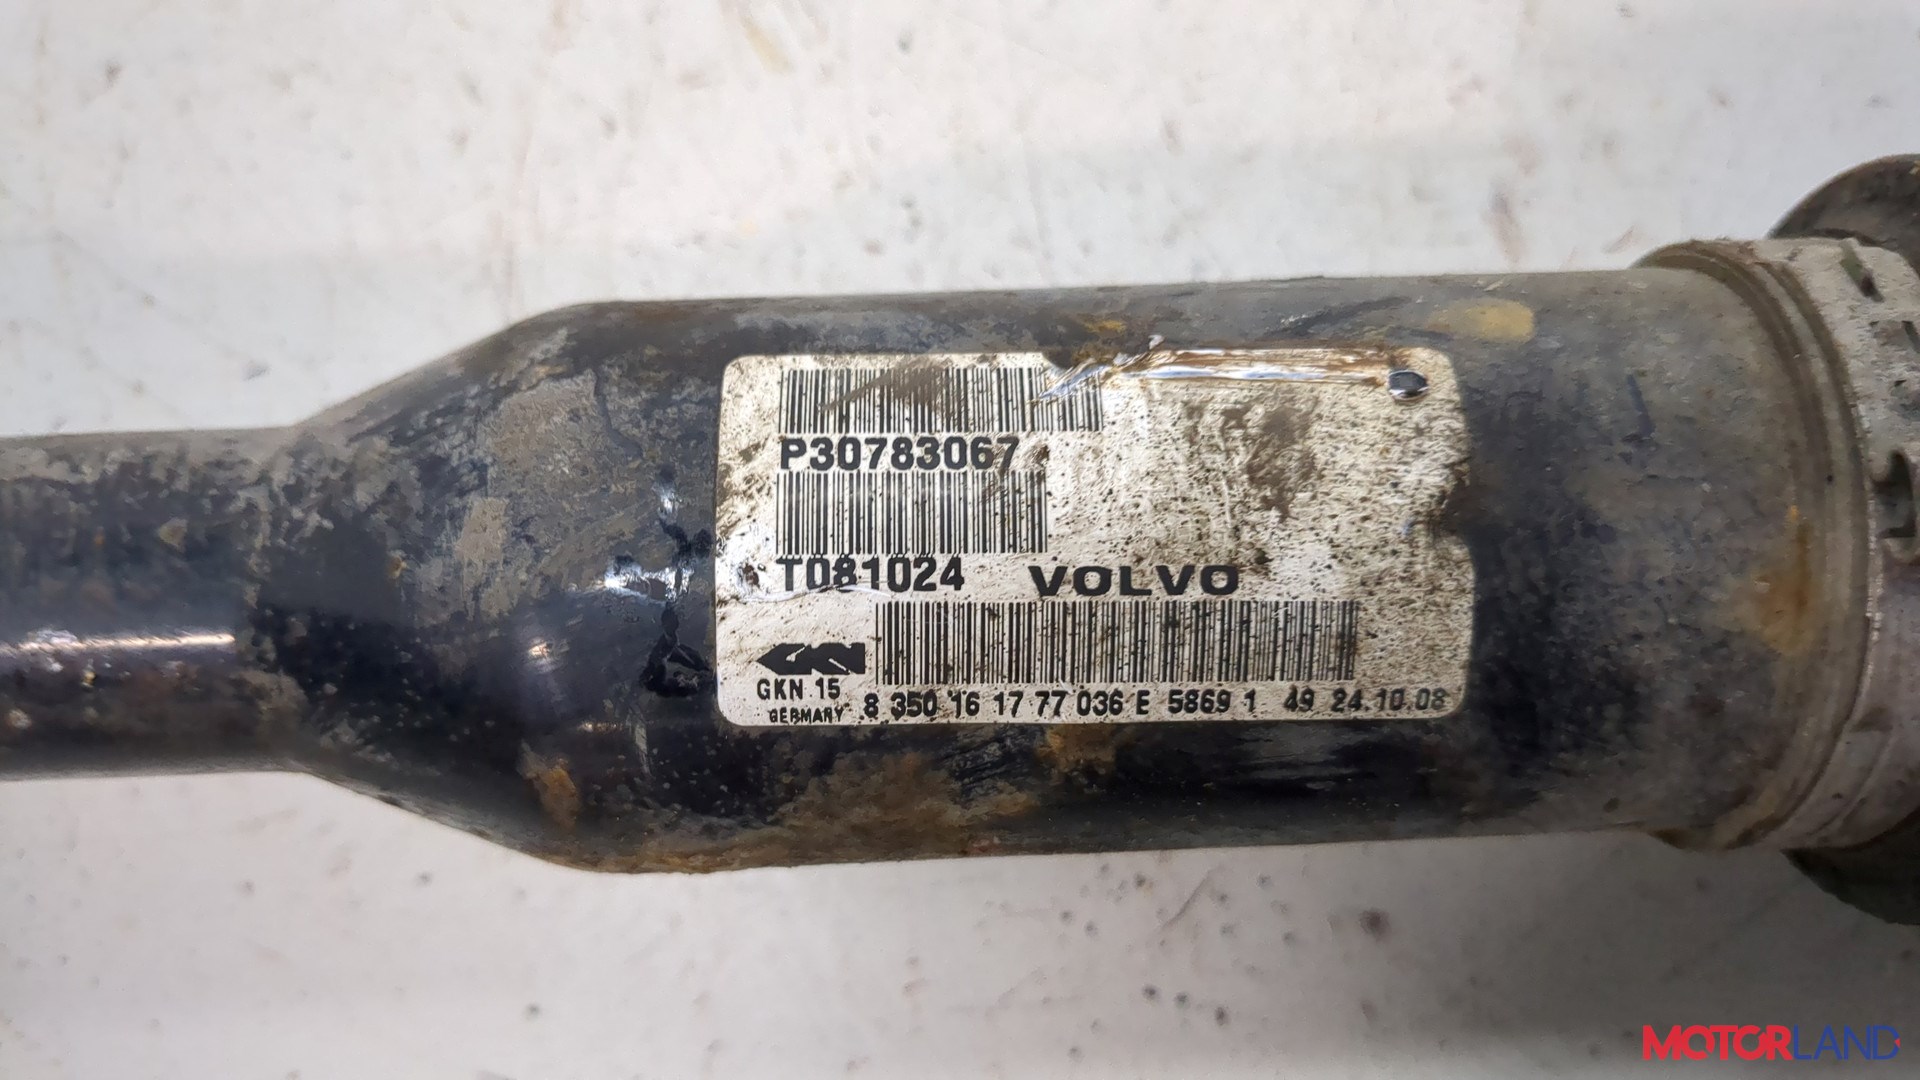 P30783067
T081024 VOLVO
GKN
GKN 15
GERMANY 8 350 16 17 77 036 E 5869 1 49 24.10.08
MOTORLAND